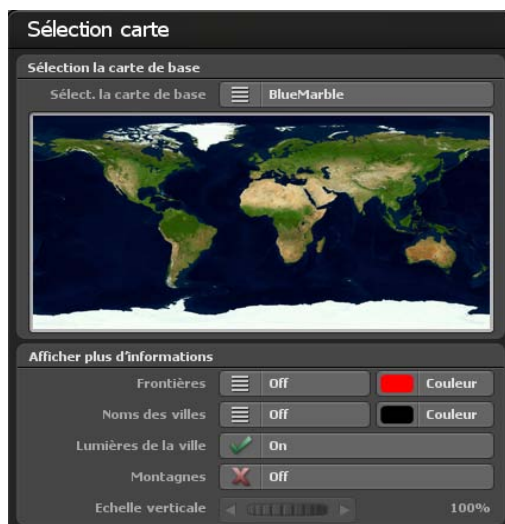 Sélection carte
Sélection la carte de base
Sélect. la carte de base BlueMarble
Afficher plus d'informations
Frontières Off Couleur
Noms des villes Off Couleur
Lumières de la ville On
Montagnes Off
Echelle verticale 100%